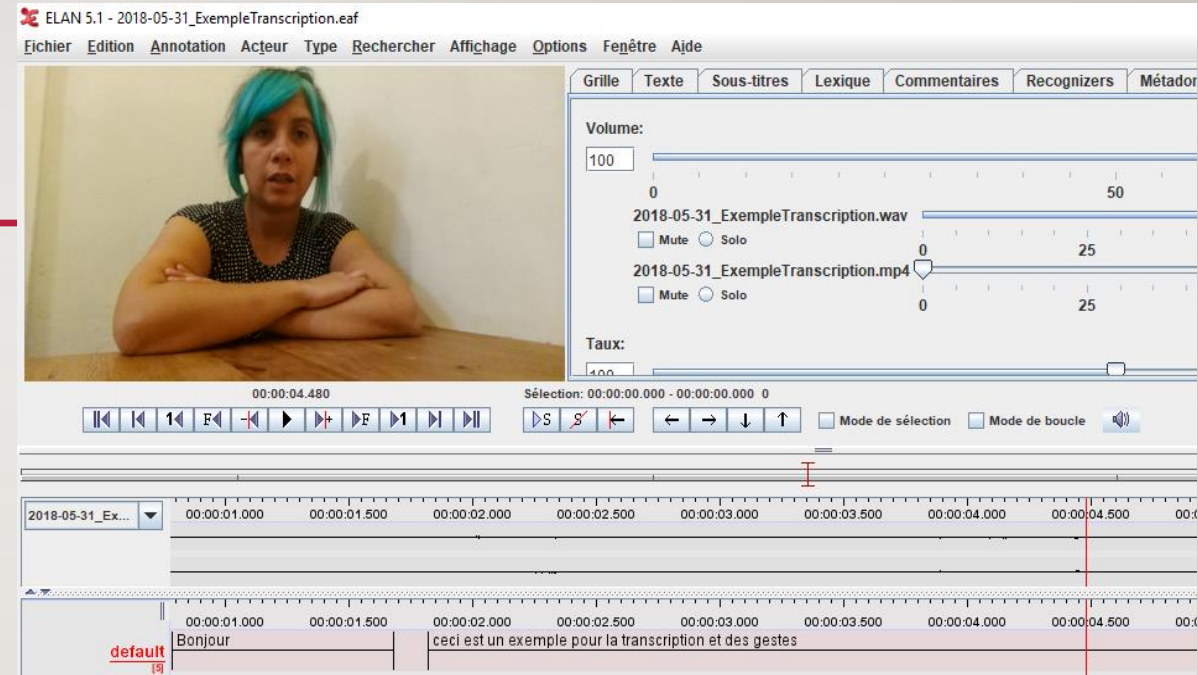 ELAN 5.1 - 2018-05-31_ExempleTranscription.eaf
Fichier Edition Annotation Acteur Type Rechercher Affichage Options Fenêtre Aide
Grille Texte Sous-titres Lexique Commentaires Recognizers Métador
Volume:
100
0 50
2018-05-31_ExempleTranscription.wav
Mute Solo
0 25
2018-05-31_ExempleTranscription.mp4
Mute Solo
0 25
Taux:
100
00:00:04.480 Sélection: 00:00:00.000 - 00:00:00.000 0
1 F - + F 1 S S Mode de sélection Mode de boucle
2018-05-31_Ex... 00:00:01.000 00:00:01.500 00:00:02.000 00:00:02.500 00:00:03.000 00:00:03.500 00:00:04.000 00:00:04.500 00:
00:00:01.000 00:00:01.500 00:00:02.000 00:00:02.500 00:00:03.000 00:00:03.500 00:00:04.000 00:00:04.500 00:
default Bonjour ceci est un exemple pour la transcription et des gestes
[5]